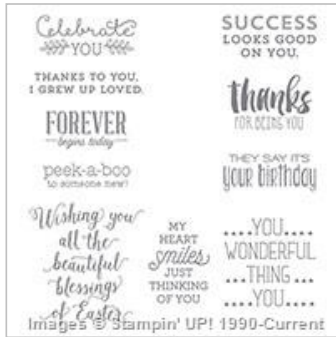 Celebrate
YOU
THANKS TO YOU,
I GREW UP LOVED.
FOREVER
begins today
peek-a-boo
to someone new!
Wishing you
all the
beautiful
blessings
of Easter
SUCCESS
LOOKS GOOD
ON YOU.
thanks
FOR BEING YOU
THEY SAY IT'S
your birthday
MY
HEART
smiles
JUST
THINKING
OF YOU
....YOU....
WONDERFUL
...THING...
....YOU....
Images © Stampin' UP! 1990-Current